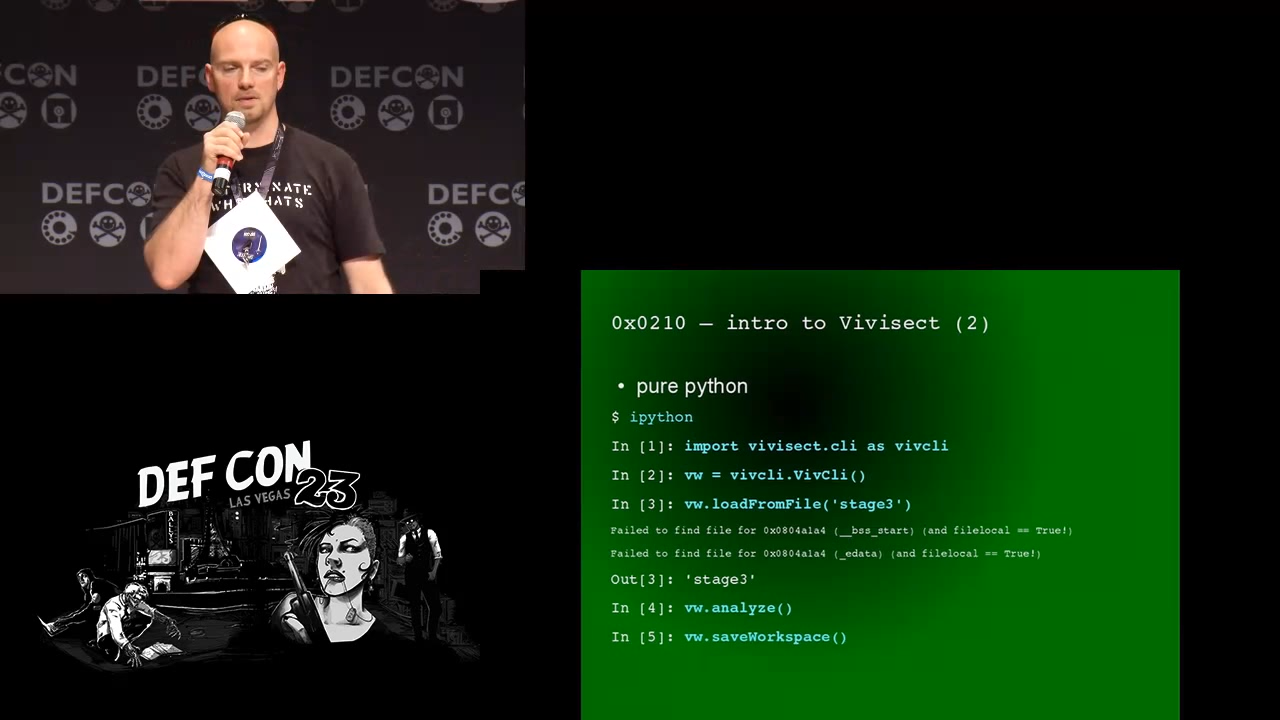 DEFCON
DEFCON
DEFCON
DEFCON
DEFC
0x0210 – intro to Vivisect (2)
• pure python
$ ipython
In [1]: import vivisect.cli as vivcli
In [2]: vw = vivcli.VivCli()
In [3]: vw.loadFromFile('stage3')
Failed to find file for 0x0804a1a4 (__bss_start) (and filelocal == True!)
Failed to find file for 0x0804a1a4 (_edata) (and filelocal == True!)
Out[3]: 'stage3'
In [4]: vw.analyze()
In [5]: vw.saveWorkspace()
DEF CON
LAS VEGAS 23
BALLY'S